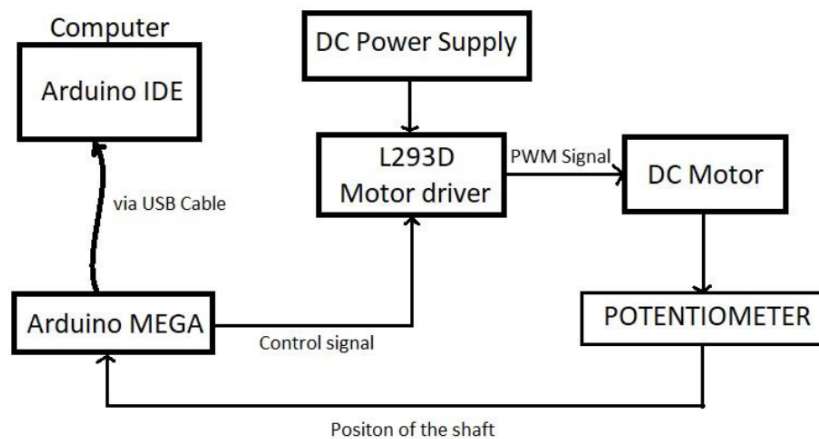 Computer
Arduino IDE
DC Power Supply
L293D
Motor driver
PWM Signal
DC Motor
via USB Cable
Arduino MEGA
Control signal
POTENTIOMETER
Positon of the shaft